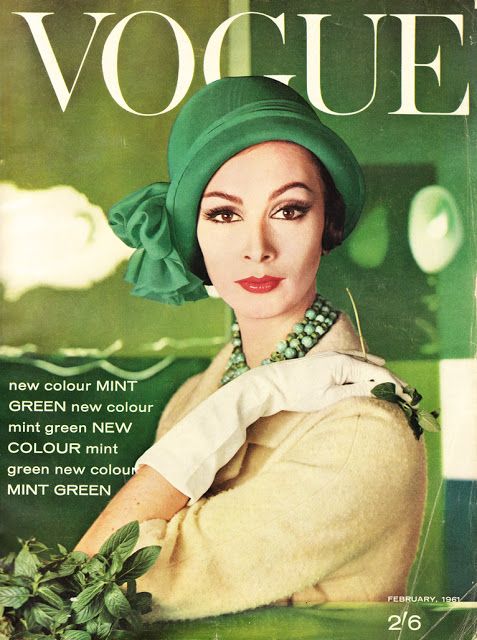 VOGUE
new colour MINT
GREEN new colour
mint green NEW
COLOUR mint
green new colour
MINT GREEN
FEBRUARY, 1961
2/6